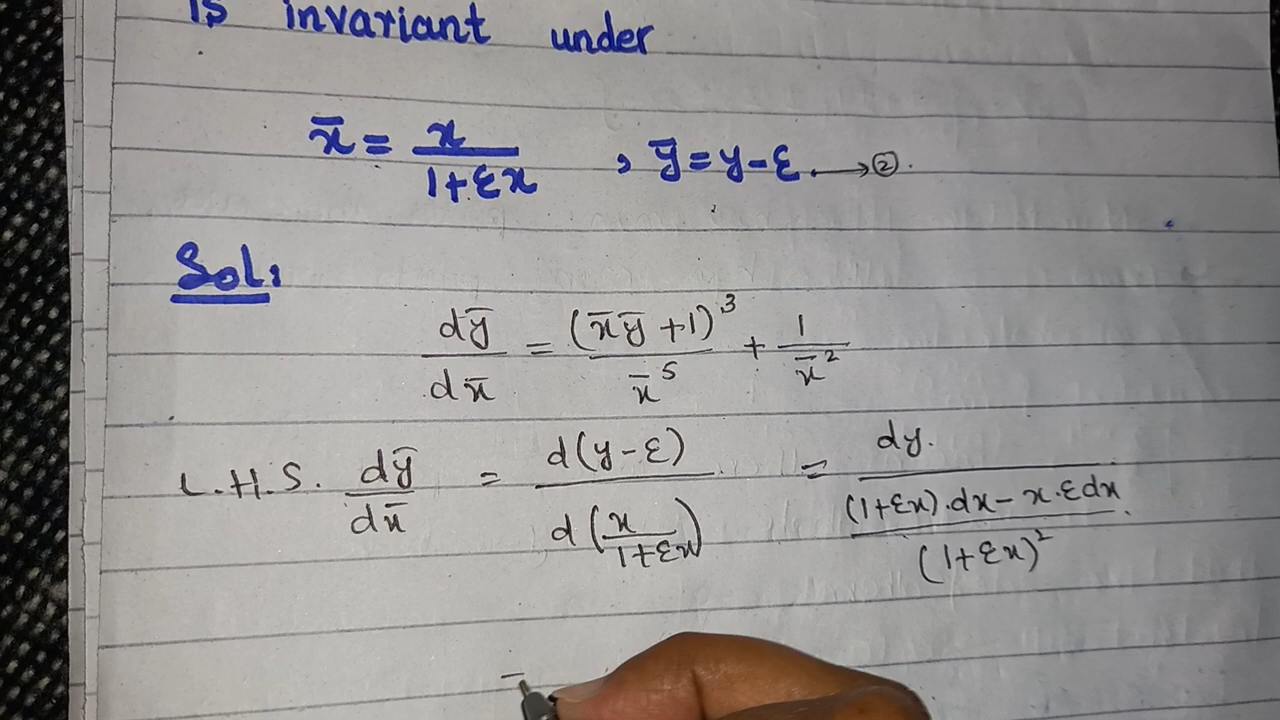 is invariant under
x̄ = x/(1+εx) , ȳ = y-ε. → ②.
Sol:
dȳ/dx̄ = (x̄ȳ+1)³/x̄⁵ + 1/x̄²
L.H.S. dȳ/dx̄ = d(y-ε)/d(x/(1+εx)) = dy./(((1+εx).dx - x.εdx)/(1+εx)²)